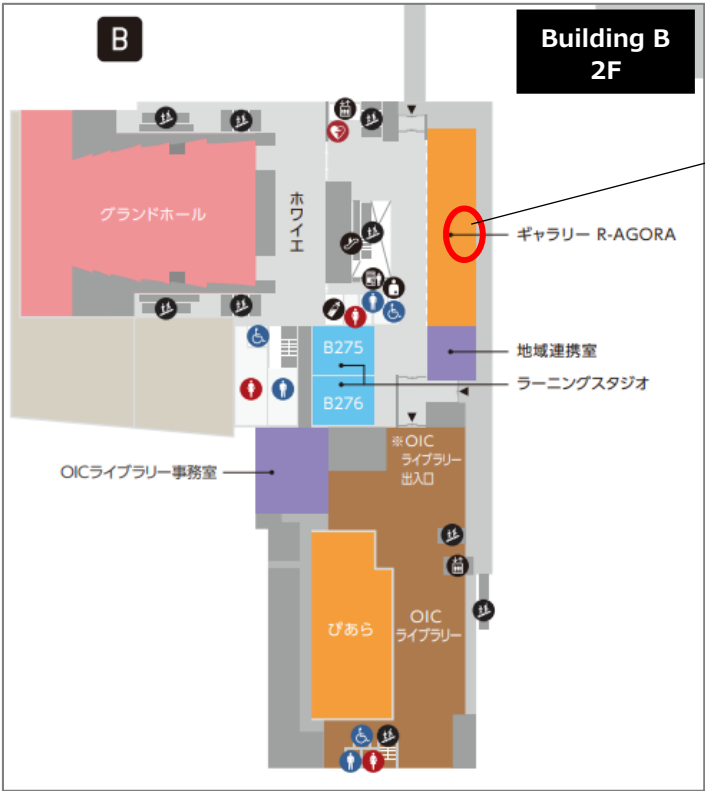 B
Building B
2F
グランドホール
ホワイエ
ギャラリー R-AGORA
地域連携室
B275
ラーニングスタジオ
B276
※OIC
ライブラリー
出入口
OICライブラリー事務室
ぴあら
OIC
ライブラリー